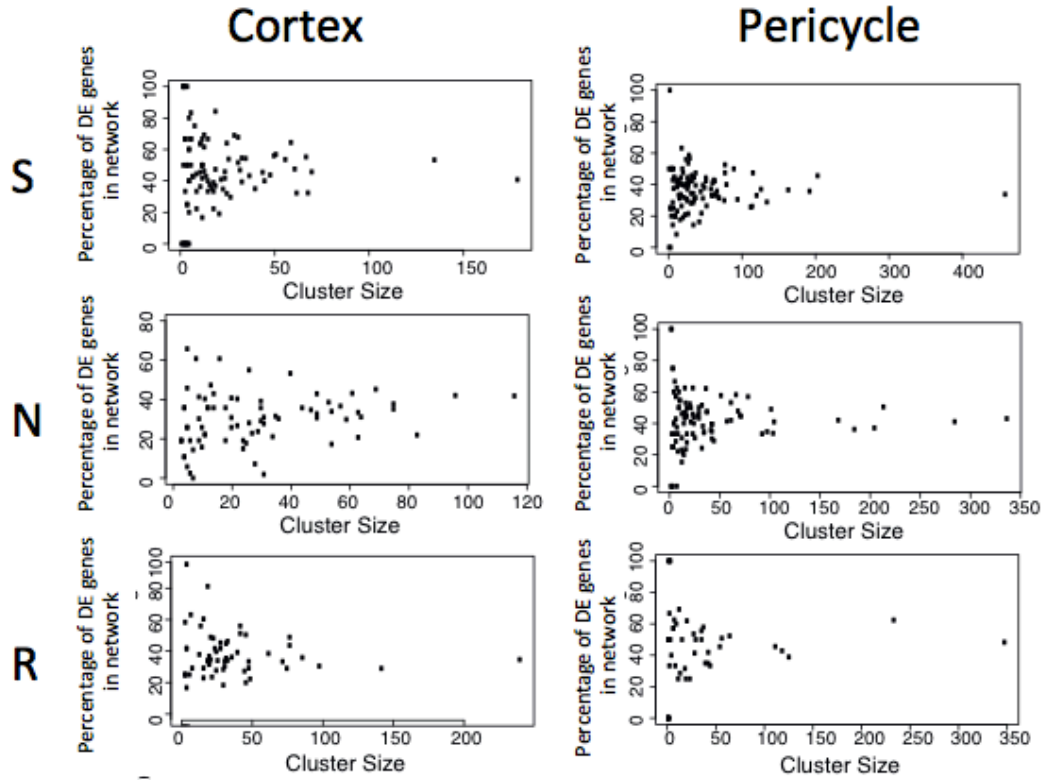 Cortex Pericycle
S
Percentage of DE genes
in network
0 20 40 60 80 100
0 50 100 150
Cluster Size
Percentage of DE genes
in network
0 20 40 60 80 100
0 100 200 300 400
Cluster Size
N
Percentage of DE genes
in network
0 20 40 60 80
0 20 40 60 80 100 120
Cluster Size
Percentage of DE genes
in network
0 20 40 60 80 100
0 50 100 150 200 250 300 350
Cluster Size
R
Percentage of DE genes
in network
0 20 40 60 80 100
0 50 100 150 200
Cluster Size
Percentage of DE genes
in network
0 20 40 60 80 100
0 50 100 150 200 250 300 350
Cluster Size